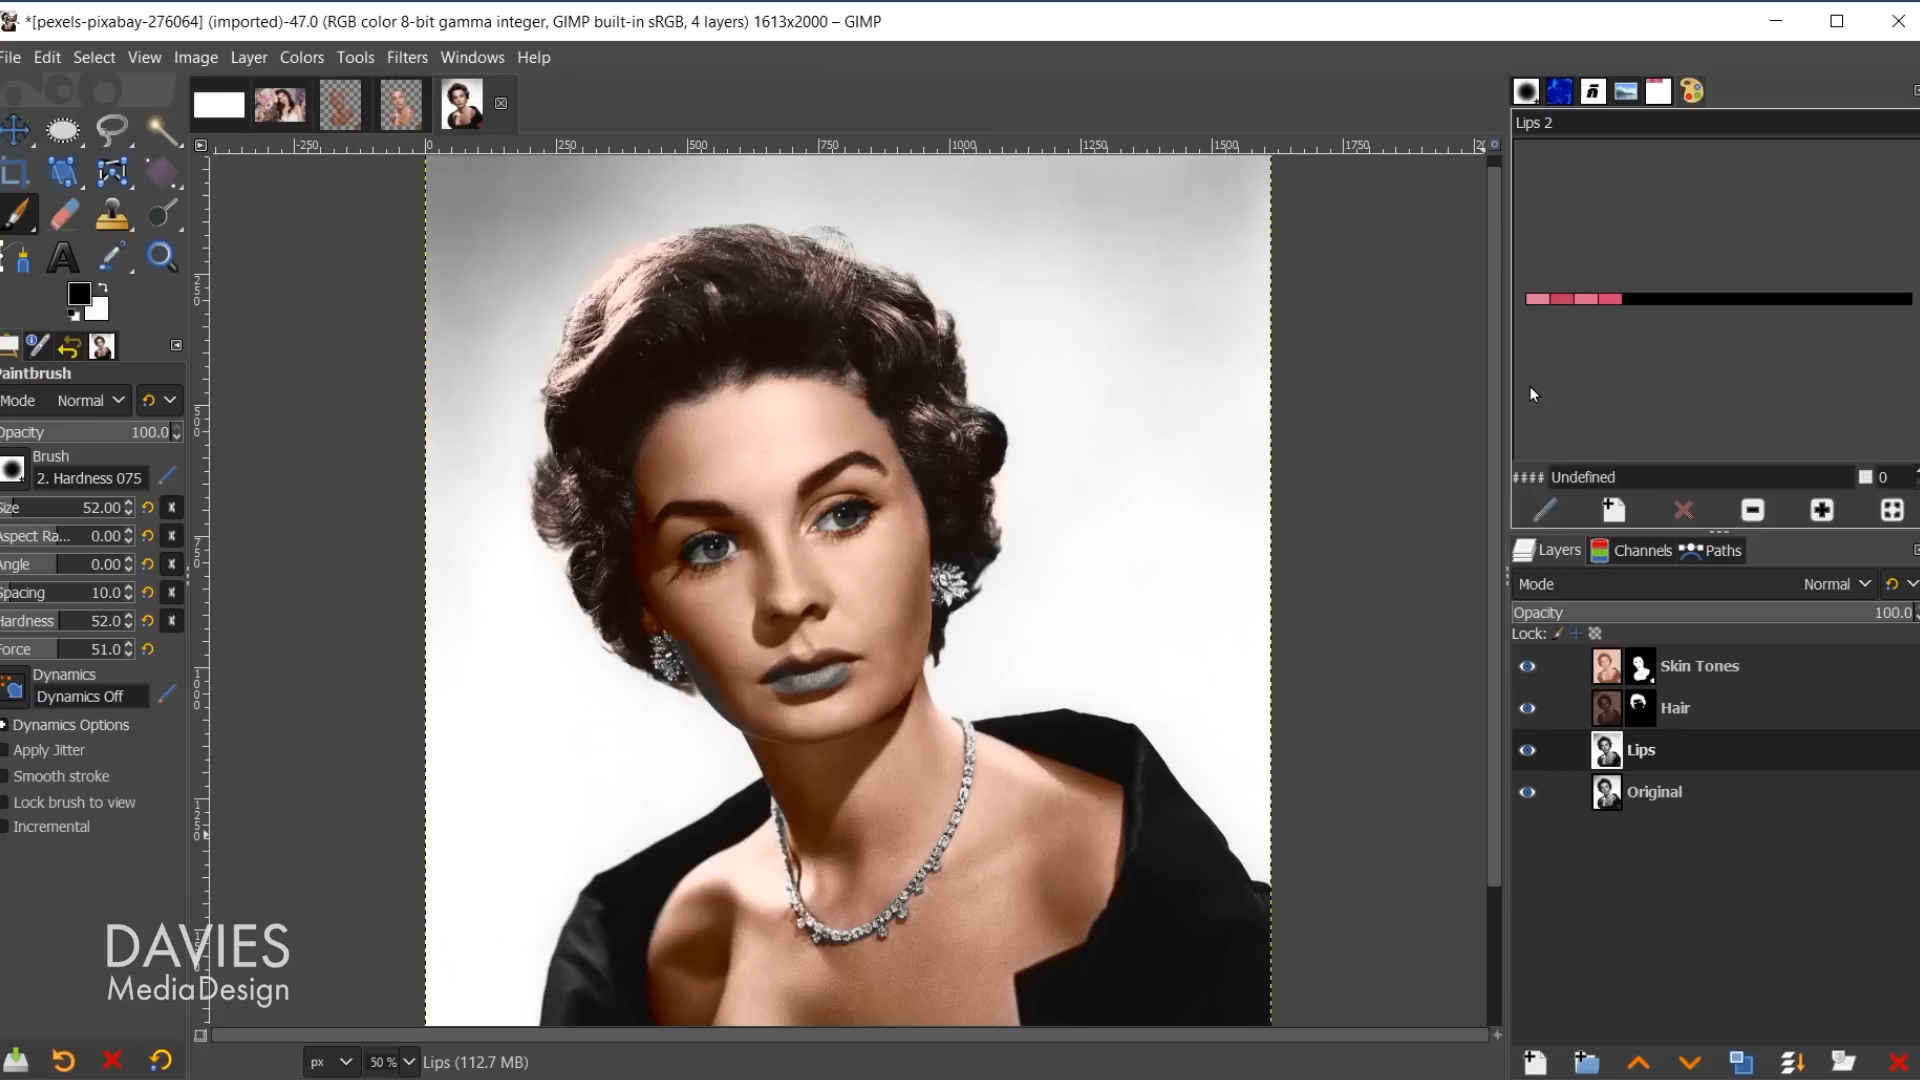 *[pexels-pixabay-276064] (imported)-47.0 (RGB color 8-bit gamma integer, GIMP built-in sRGB, 4 layers) 1613x2000 – GIMP
File Edit Select View Image Layer Colors Tools Filters Windows Help
-250 0 250 500 750 1000 1250 1500 1750
Lips 2
Paintbrush
Mode Normal
Opacity 100.0
Brush
2. Hardness 075
Size 52.00
Aspect Ra... 0.00
Angle 0.00
Spacing 10.0
Hardness 52.0
Force 51.0
Dynamics
Dynamics Off
Dynamics Options
Apply Jitter
Smooth stroke
Lock brush to view
Incremental
250
500
750
1000
1250
#### Undefined 0
Layers Channels Paths
Mode Normal
Opacity 100.0
Lock:
Skin Tones
Hair
Lips
Original
DAVIES
MediaDesign
px 50 % Lips (112.7 MB)